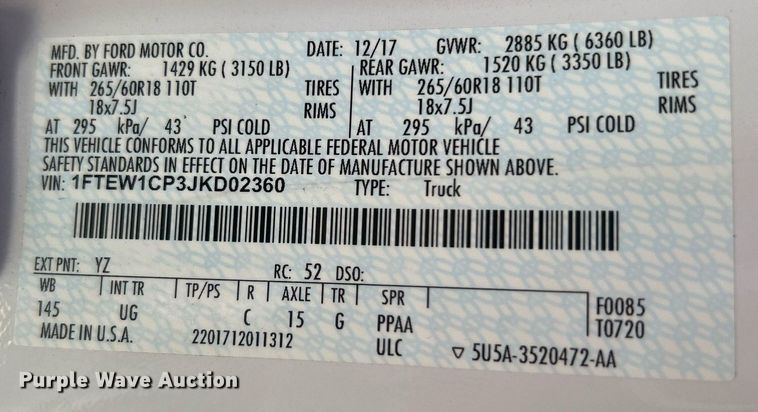 MFD. BY FORD MOTOR CO. DATE: 12/17 GVWR: 2885 KG ( 6360 LB)
FRONT GAWR: 1429 KG ( 3150 LB) REAR GAWR: 1520 KG ( 3350 LB)
WITH 265/60R18 110T TIRES WITH 265/60R18 110T TIRES
18x7.5J RIMS 18x7.5J RIMS
AT 295 kPa/ 43 PSI COLD AT 295 kPa/ 43 PSI COLD
THIS VEHICLE CONFORMS TO ALL APPLICABLE FEDERAL MOTOR VEHICLE
SAFETY STANDARDS IN EFFECT ON THE DATE OF MANUFACTURE SHOWN ABOVE.
VIN: 1FTEW1CP3JKD02360 TYPE: Truck
EXT PNT: YZ RC: 52 DSO:
WB INT TR TP/PS R AXLE TR SPR F0085
145 UG C 15 G PPAA T0720
MADE IN U.S.A. 2201712011312 ULC ▽ 5U5A-3520472-AA
Purple Wave Auction